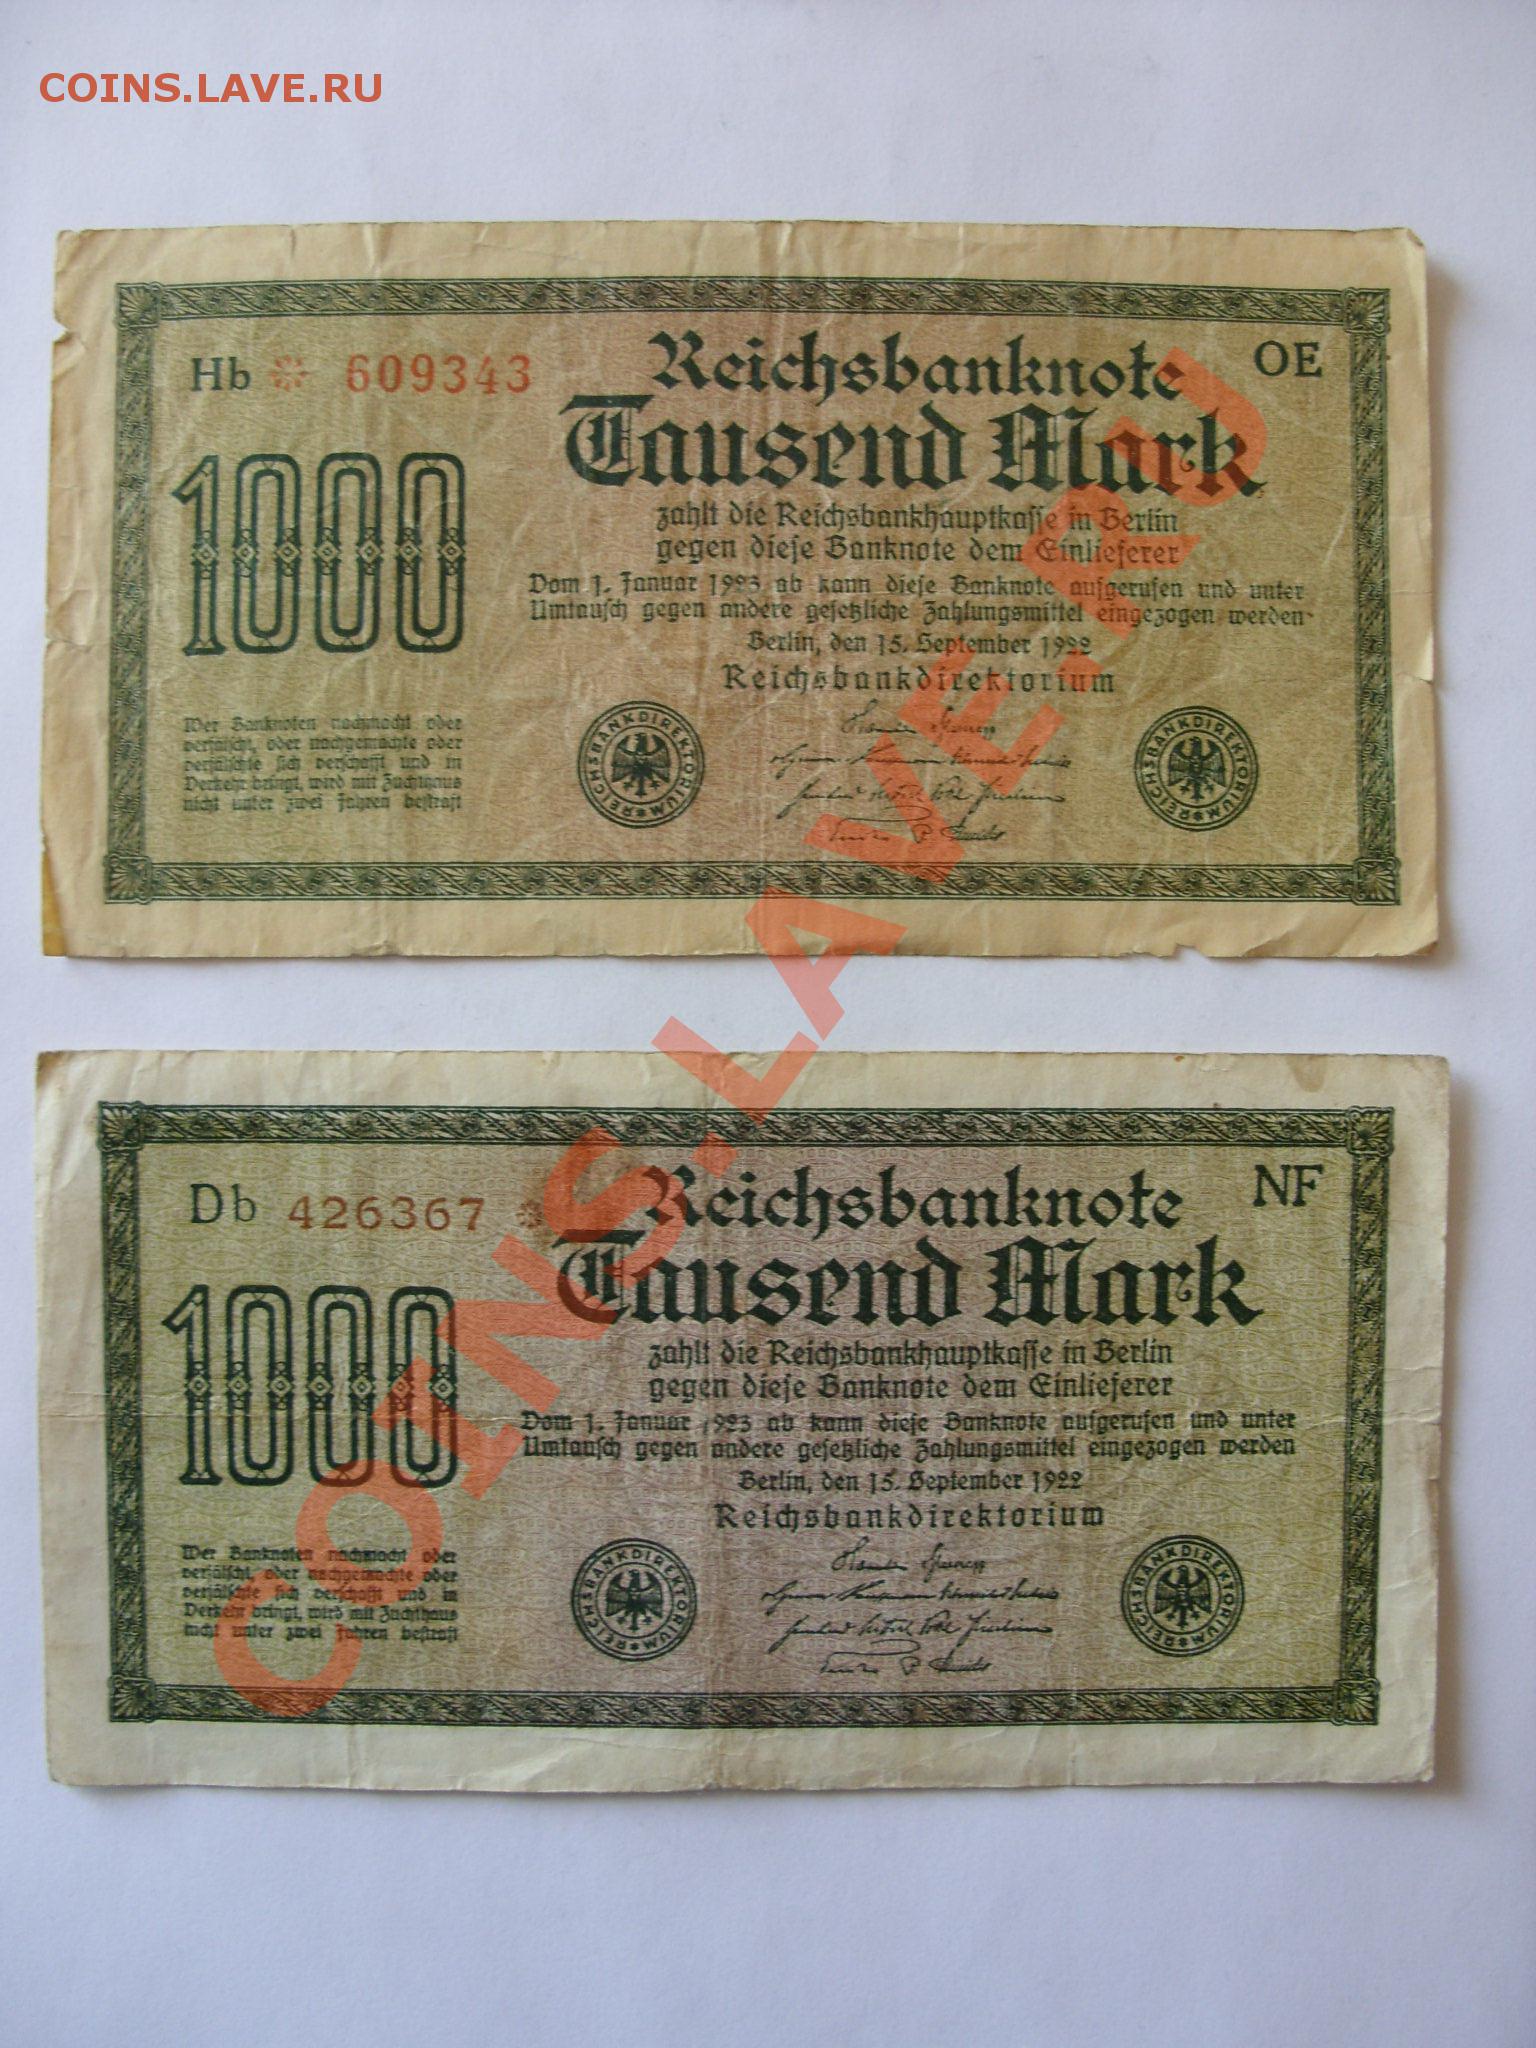 COINS.LAVE.RU
Hb * 609343
OE
Reichsbanknote
Tausend Mark
1000
zahlt die Reichsbankhauptkasse in Berlin
gegen diese Banknote dem Einlieferer
Vom 1. Januar 1923 ab kann diese Banknote aufgerufen und unter
Umtausch gegen andere gesetzliche Zahlungsmittel eingezogen werden
Berlin, den 15. September 1922
Reichsbankdirektorium
Wer Banknoten nachmacht oder
verfälscht, oder nachgemachte oder
verfälschte sich verschafft und in
Verkehr bringt, wird mit Zuchthaus
nicht unter zwei Jahren bestraft
REICHSBANKDIREKTORIUM
REICHSBANKDIREKTORIUM
Db 426367 *
NF
Reichsbanknote
Tausend Mark
1000
zahlt die Reichsbankhauptkasse in Berlin
gegen diese Banknote dem Einlieferer
Vom 1. Januar 1923 ab kann diese Banknote aufgerufen und unter
Umtausch gegen andere gesetzliche Zahlungsmittel eingezogen werden
Berlin, den 15. September 1922
Reichsbankdirektorium
Wer Banknoten nachmacht oder
verfälscht, oder nachgemachte oder
verfälschte sich verschafft und in
Verkehr bringt, wird mit Zuchthaus
nicht unter zwei Jahren bestraft
REICHSBANKDIREKTORIUM
REICHSBANKDIREKTORIUM
COINS.LAVE.RU